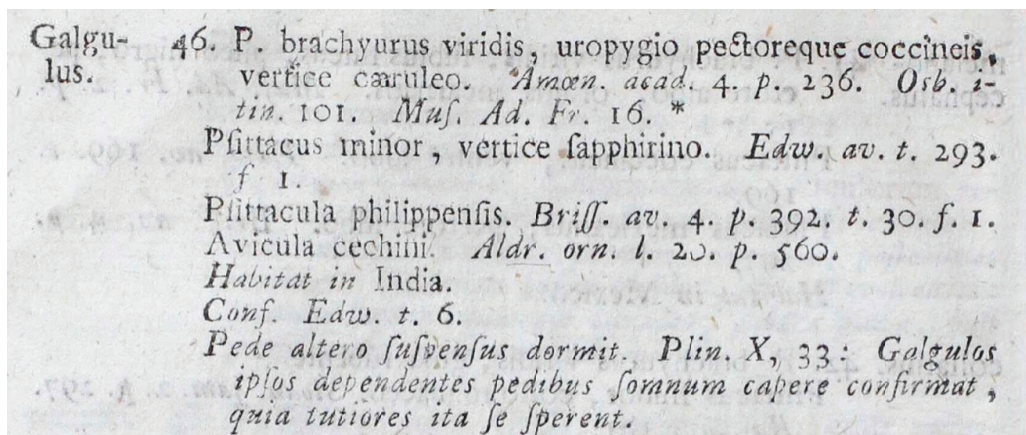 Galgu- 46. P. brachyurus viridis, uropygio pectoreque coccineis,
lus. vertice cæruleo. Amœn. acad. 4. p. 236. Osb. i-
tin. 101. Muſ. Ad. Fr. 16. *
Pſittacus minor, vertice ſapphirino. Edw. av. t. 293.
f 1.
Pſittacula philippenſis. Briſſ. av. 4. p. 392. t. 30. f. 1.
Avicula cechini. Aldr. orn. l. 20. p. 560.
Habitat in India.
Conf. Edw. t. 6.
Pede altero ſuſpenſus dormit. Plin. X, 33: Galgulos
ipſos dependentes pedibus ſomnum capere confirmat,
quia tutiores ita ſe ſperent.